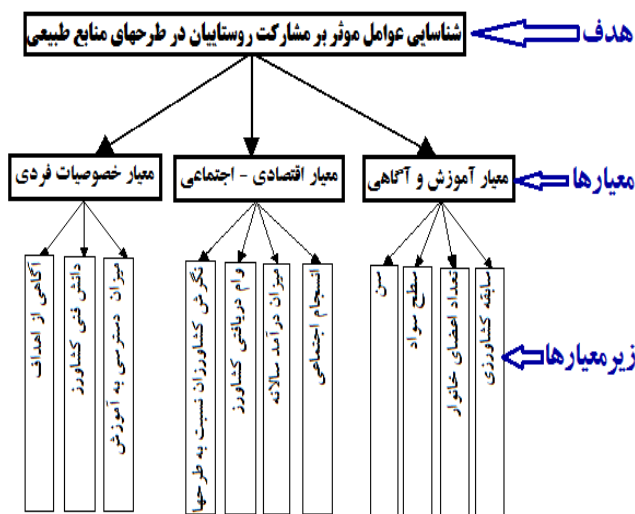 هدف
شناسایی عوامل موثر بر مشارکت روستاییان در طرحهای منابع طبیعی
معیارها
معیار آموزش و آگاهی
معیار اقتصادی - اجتماعی
معیار خصوصیات فردی
زیرمعیارها
سابقه کشاورزی
تعداد اعضای خانوار
سطح سواد
سن
انسجام اجتماعی
میزان درآمد سالانه
وام دریافتی کشاورز
نگرش کشاورزان نسبت به طرحها
میزان دسترسی به آموزش
دانش فنی کشاورز
آگاهی از اهداف